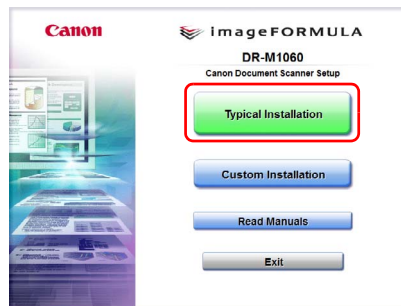 Canon
imageFORMULA
DR-M1060
Canon Document Scanner Setup
Typical Installation
Custom Installation
Read Manuals
Exit